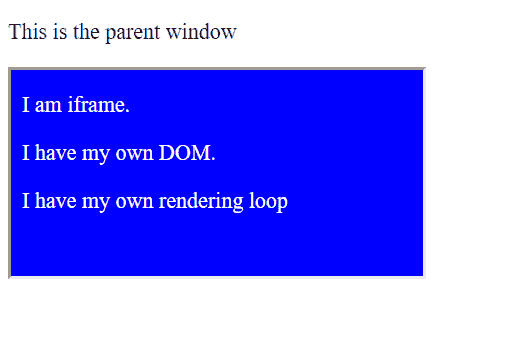 This is the parent window
I am iframe.
I have my own DOM.
I have my own rendering loop